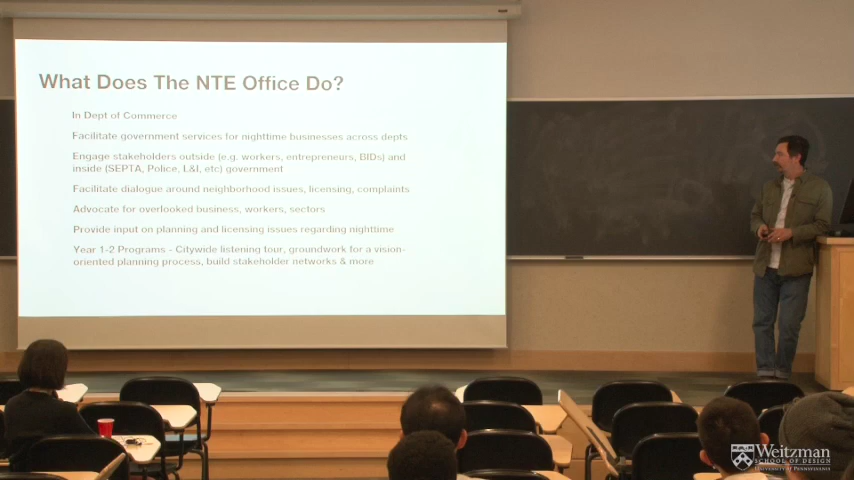 What Does The NTE Office Do?
In Dept of Commerce
Facilitate government services for nighttime businesses across depts
Engage stakeholders outside (e.g. workers, entrepreneurs, BIDs) and
inside (SEPTA, Police, L&I, etc) government
Facilitate dialogue around neighborhood issues, licensing, complaints
Advocate for overlooked business, workers, sectors
Provide input on planning and licensing issues regarding nighttime
Year 1-2 Programs - Citywide listening tour, groundwork for a vision-
oriented planning process, build stakeholder networks & more
Weitzman
SCHOOL OF DESIGN
UNIVERSITY OF PENNSYLVANIA